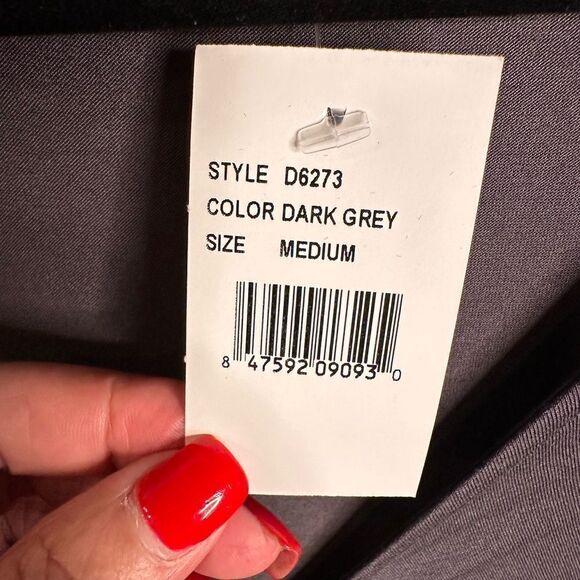 STYLE D6273
COLOR DARK GREY
SIZE MEDIUM
8 47592 09093 0